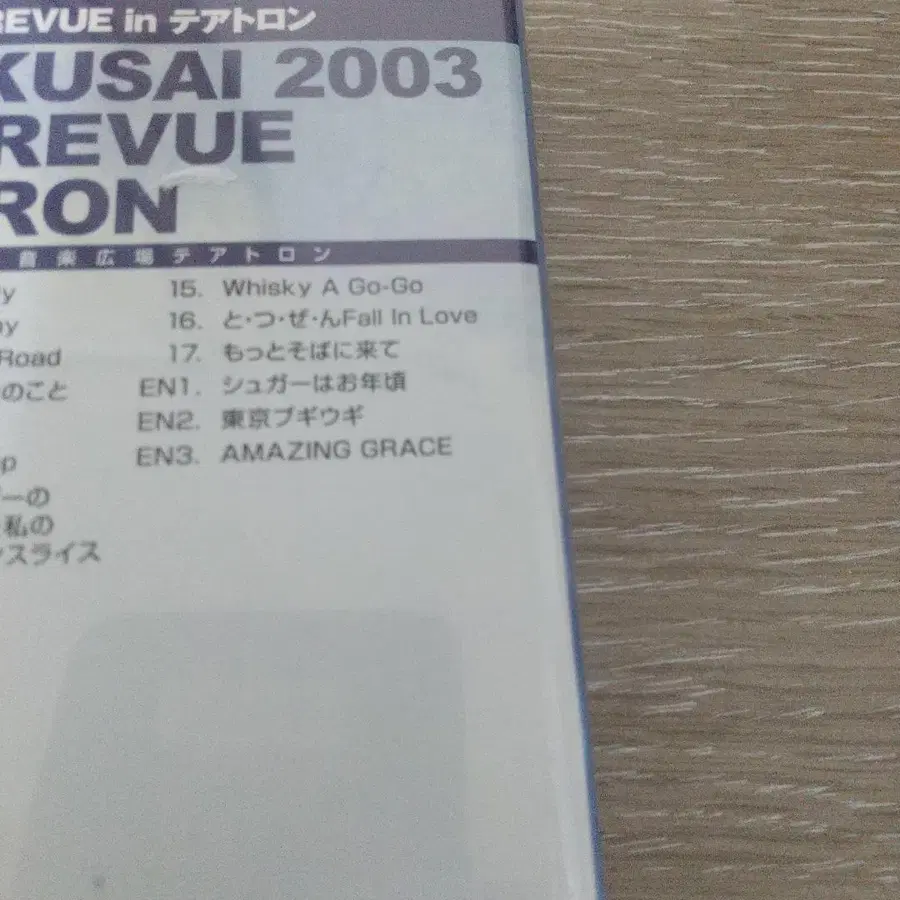 REVUE in テアトロン
KUSAI 2003
REVUE
RON
音楽広場テアトロン
Road
のこと
ーの
私の
スライス
15. Whisky A Go-Go
16. と・つ・ぜ・んFall In Love
17. もっとそばに来て
EN1. シュガーはお年頃
EN2. 東京ブギウギ
EN3. AMAZING GRACE